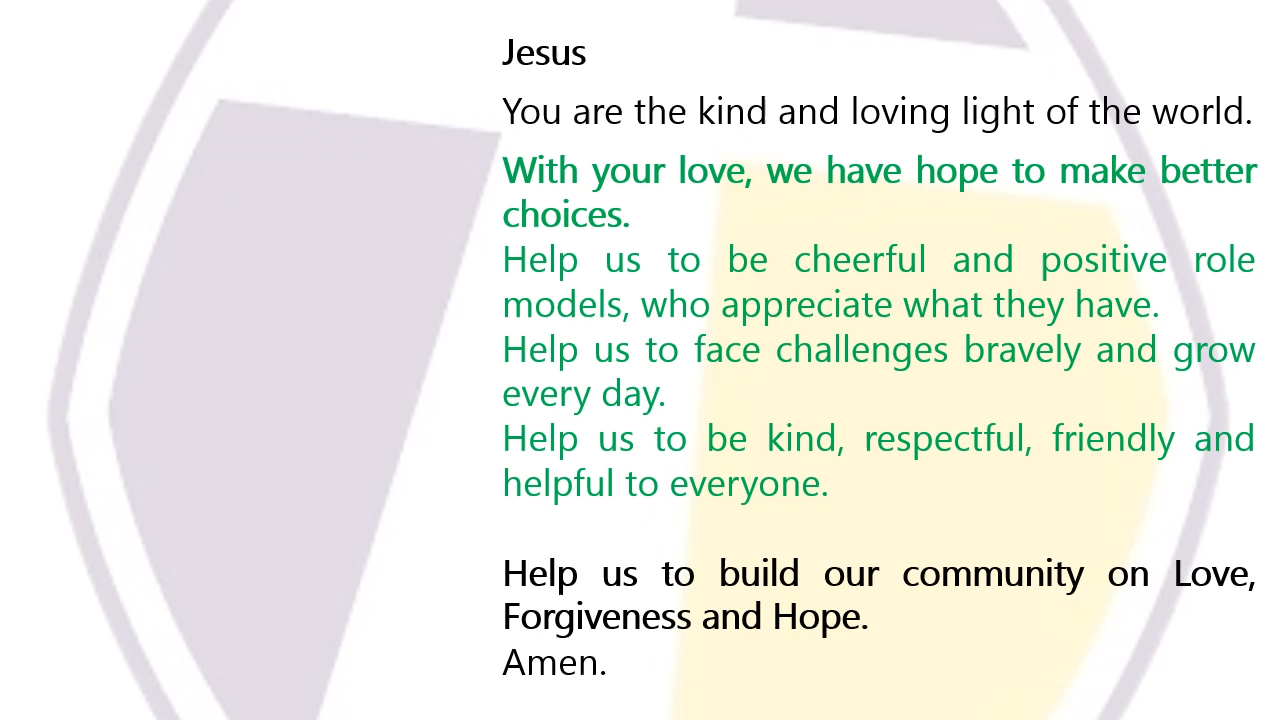 Jesus
You are the kind and loving light of the world.
With your love, we have hope to make better
choices.
Help us to be cheerful and positive role
models, who appreciate what they have.
Help us to face challenges bravely and grow
every day.
Help us to be kind, respectful, friendly and
helpful to everyone.
Help us to build our community on Love,
Forgiveness and Hope.
Amen.